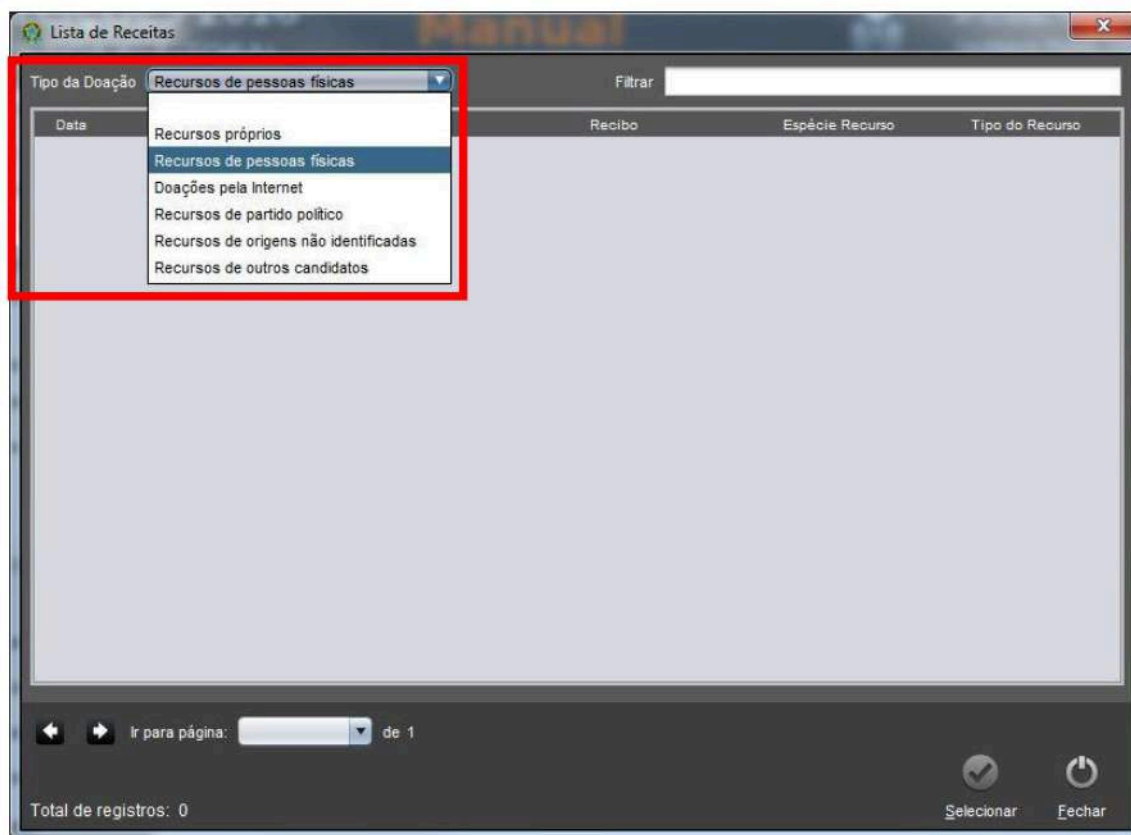 Manual
Lista de Receitas
Tipo da Doação Recursos de pessoas físicas Filtrar
Data Recibo Espécie Recurso Tipo do Recurso
Recursos próprios
Recursos de pessoas físicas
Doações pela Internet
Recursos de partido político
Recursos de origens não identificadas
Recursos de outros candidatos
Ir para página: de 1
Total de registros: 0 Selecionar Fechar